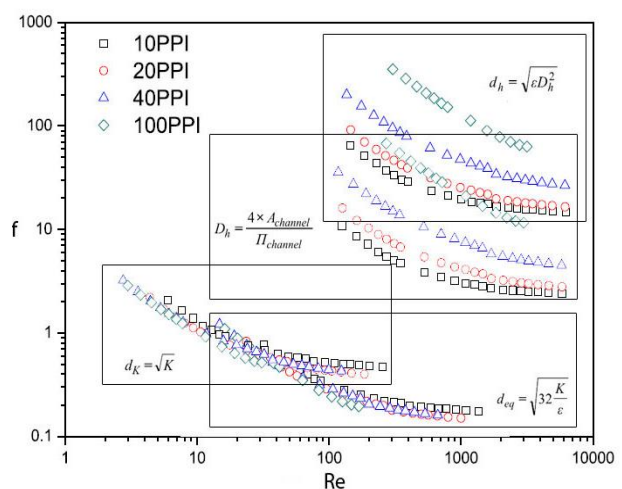 1000
10PPI
20PPI
40PPI
100PPI
d_h = √(εD_h^2)
100
10
f
D_h = (4 × A_channel) / Π_channel
1
d_K = √K
d_eq = √(32 K/ε)
0.1
1 10 100 1000 10000
Re